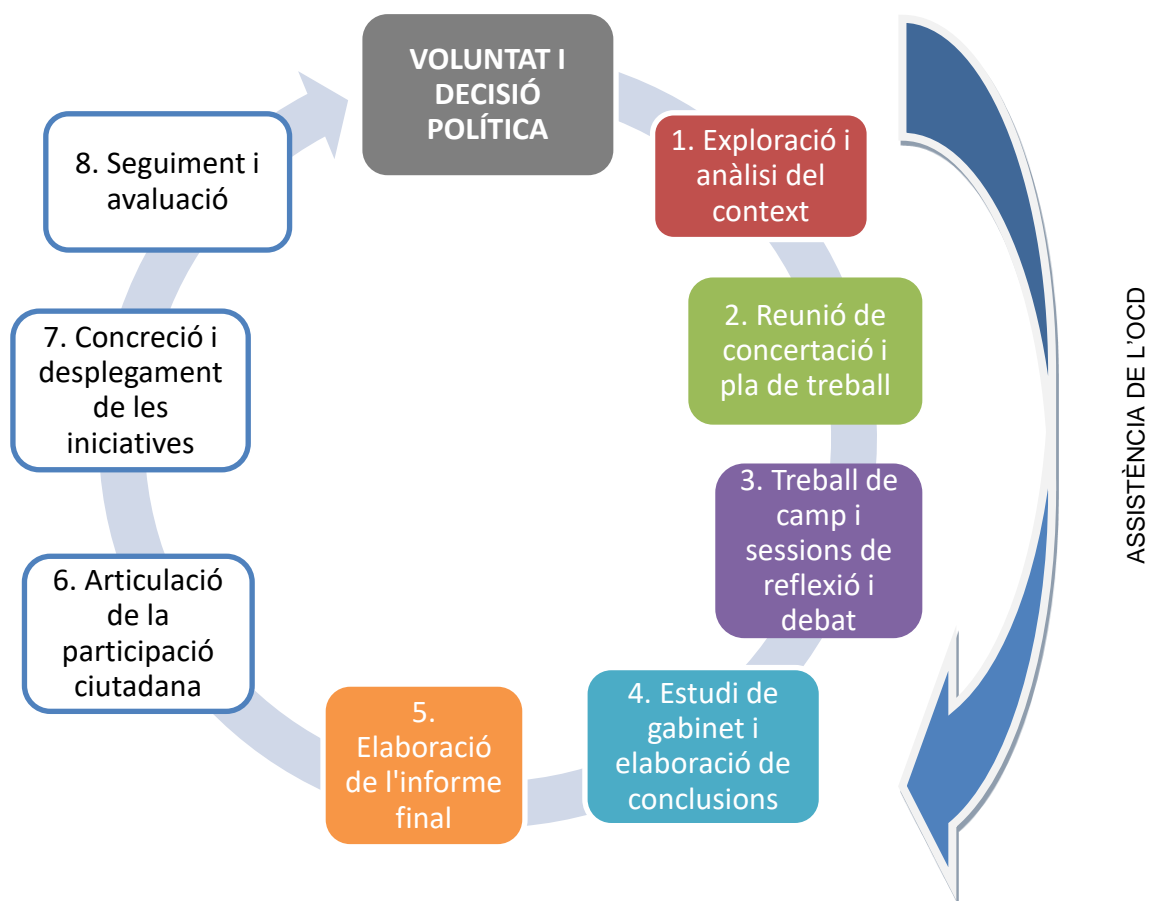 VOLUNTAT I
DECISIÓ
POLÍTICA
1. Exploració i
anàlisi del
context
2. Reunió de
concertació i
pla de treball
3. Treball de
camp i
sessions de
reflexió i
debat
4. Estudi de
gabinet i
elaboració de
conclusions
5.
Elaboració
de l'informe
final
6. Articulació
de la
participació
ciutadana
7. Concreció i
desplegament
de les
iniciatives
8. Seguiment i
avaluació
ASSISTÈNCIA DE L'OCD